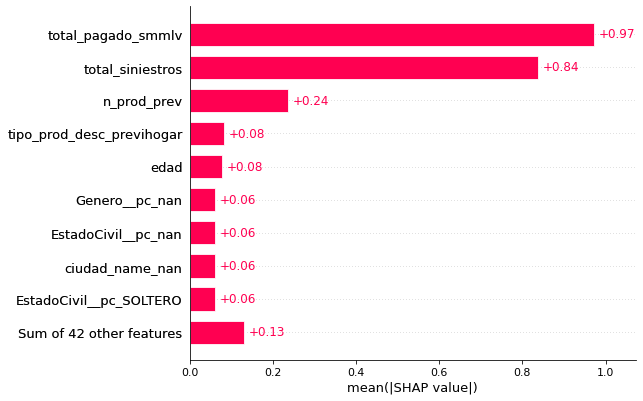 total_pagado_smmlv +0.97
total_siniestros +0.84
n_prod_prev +0.24
tipo_prod_desc_previhogar +0.08
edad +0.08
Genero__pc_nan +0.06
EstadoCivil__pc_nan +0.06
ciudad_name_nan +0.06
EstadoCivil__pc_SOLTERO +0.06
Sum of 42 other features +0.13
0.0 0.2 0.4 0.6 0.8 1.0
mean(|SHAP value|)